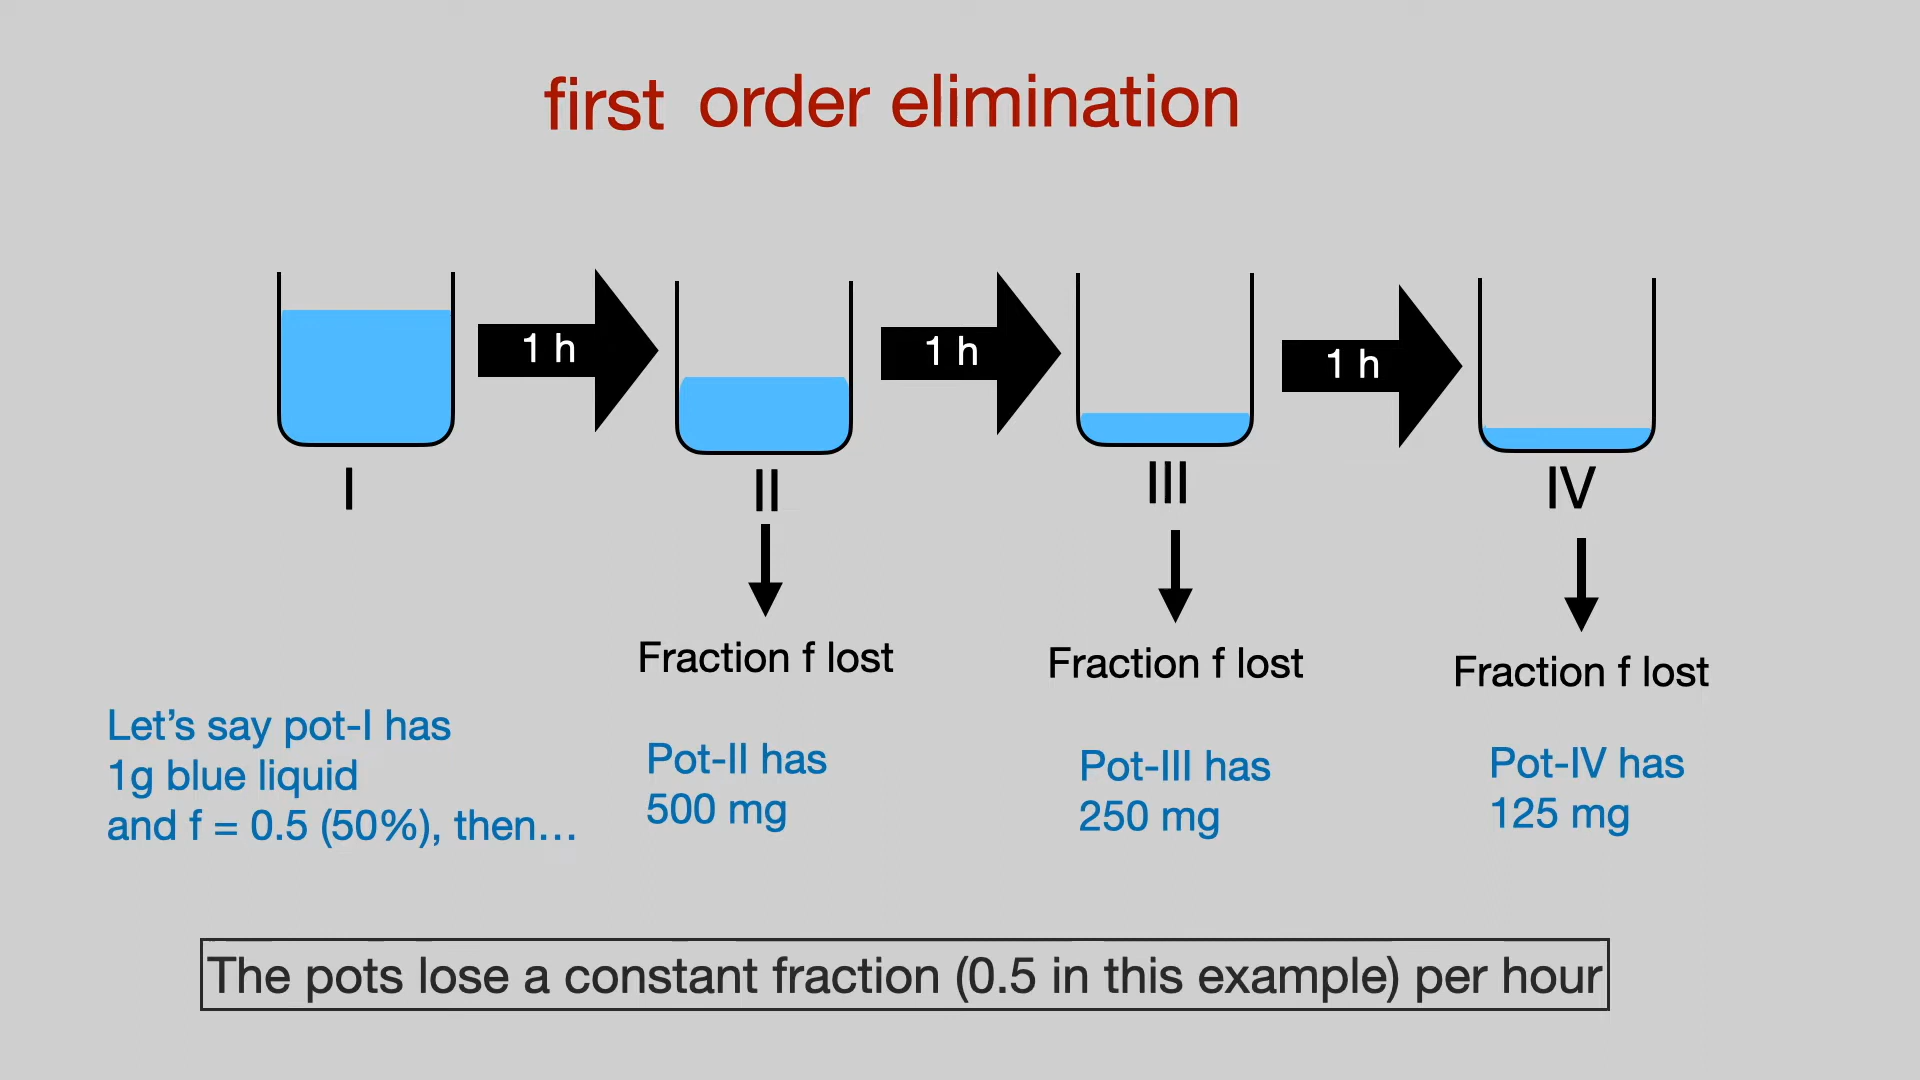 first order elimination
1 h
1 h
1 h
I
II
III
IV
Fraction f lost
Fraction f lost
Fraction f lost
Let’s say pot-I has
1g blue liquid
and f = 0.5 (50%), then…
Pot-II has
500 mg
Pot-III has
250 mg
Pot-IV has
125 mg
The pots lose a constant fraction (0.5 in this example) per hour